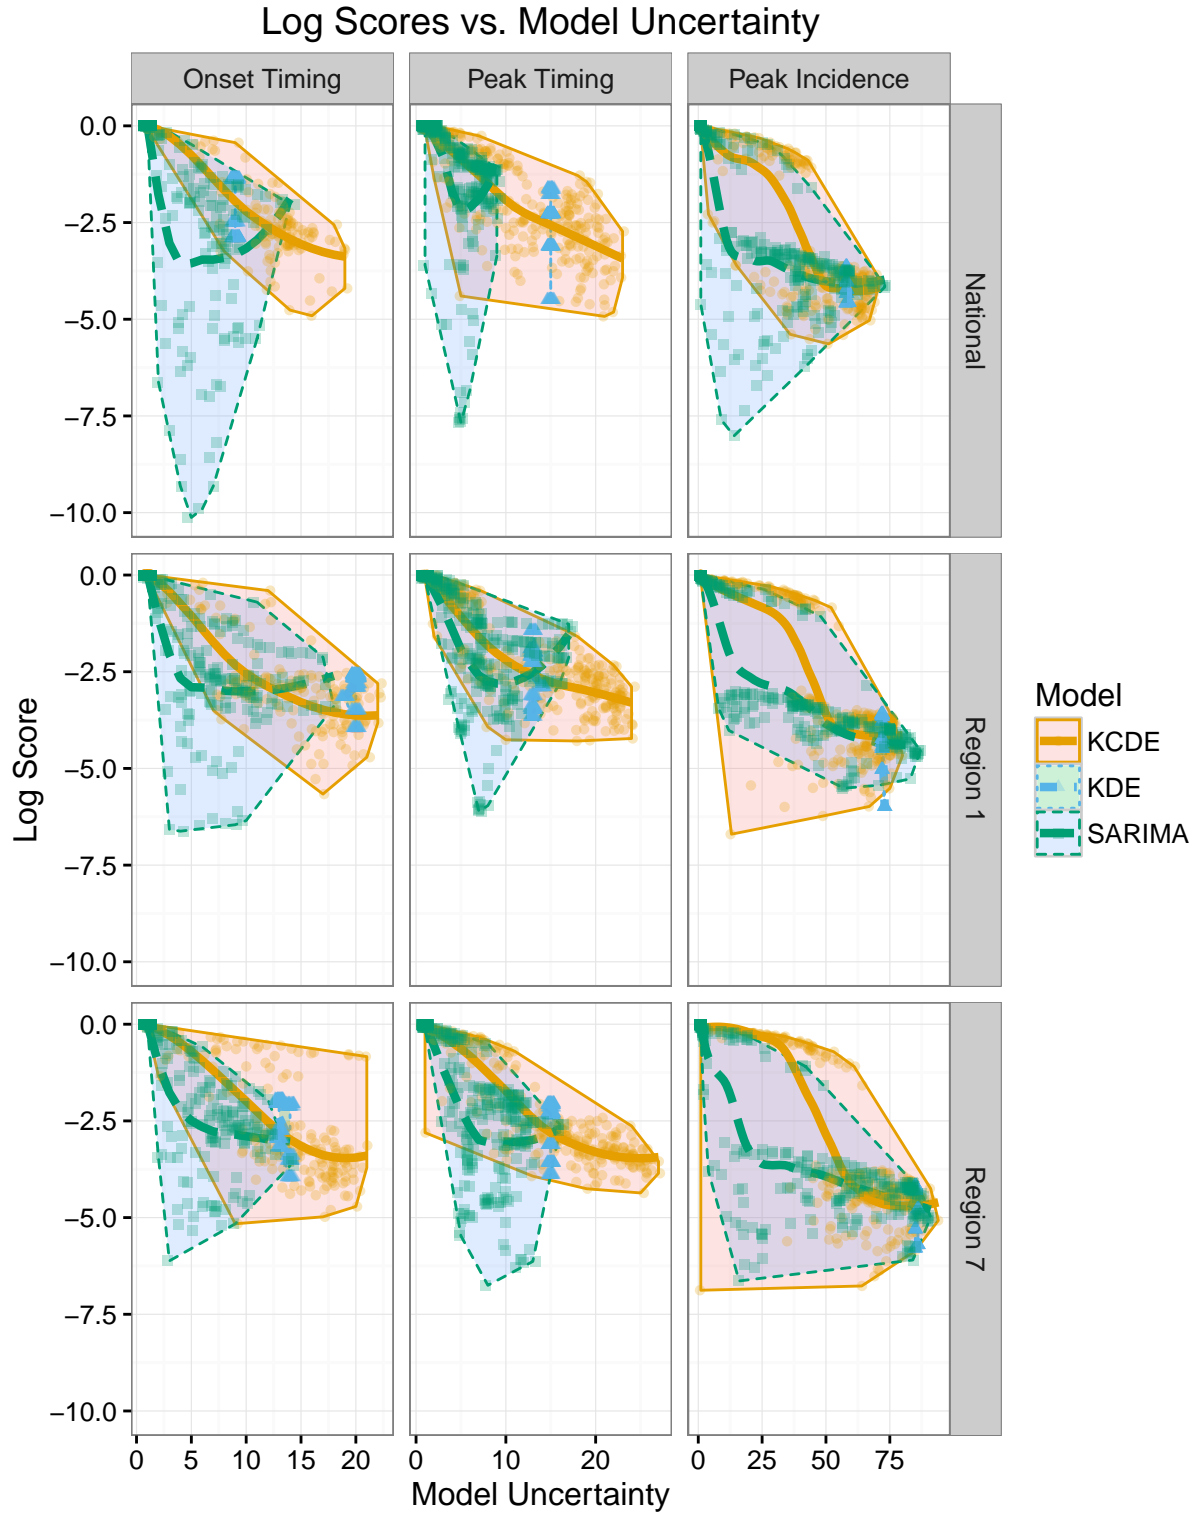 Log Scores vs. Model Uncertainty
Onset Timing
Peak Timing
Peak Incidence
0.0
−2.5
−5.0
−7.5
−10.0
National
0.0
−2.5
−5.0
−7.5
−10.0
Region 1
0.0
−2.5
−5.0
−7.5
−10.0
Region 7
Log Score
0 5 10 15 20
0 10 20
0 25 50 75
Model Uncertainty
Model
KCDE
KDE
SARIMA